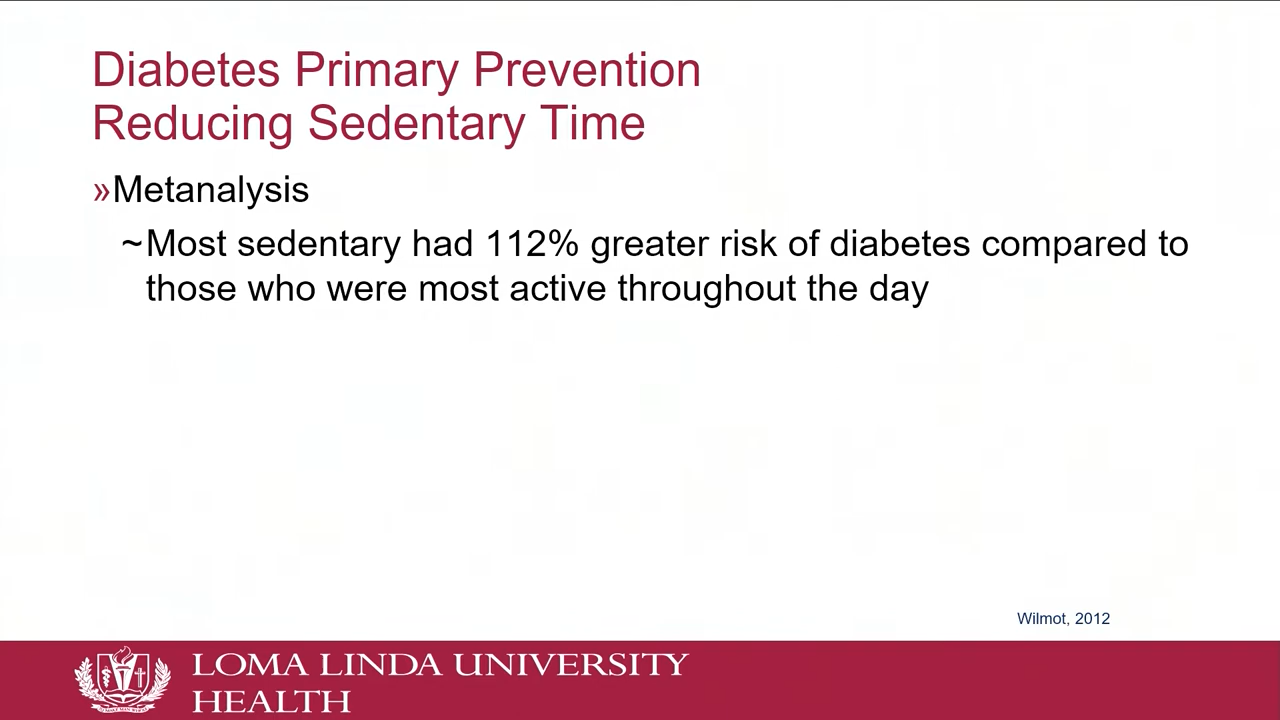 Diabetes Primary Prevention
Reducing Sedentary Time
»Metanalysis
~Most sedentary had 112% greater risk of diabetes compared to
those who were most active throughout the day
Wilmot, 2012
LOMA LINDA UNIVERSITY
HEALTH